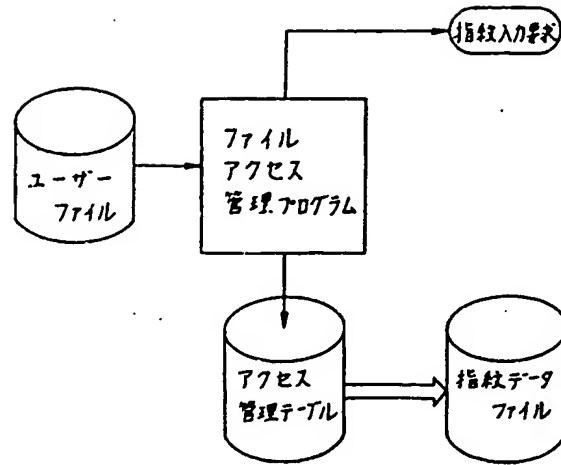 指紋入力要求
ファイル
アクセス
管理プログラム
ユーザー
ファイル
アクセス
管理テーブル
指紋データ
ファイル